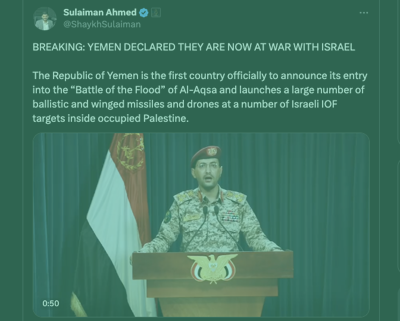 Sulaiman Ahmed
@ShaykhSulaiman
BREAKING: YEMEN DECLARED THEY ARE NOW AT WAR WITH ISRAEL
The Republic of Yemen is the first country officially to announce its entry
into the “Battle of the Flood” of Al-Aqsa and launches a large number of
ballistic and winged missiles and drones at a number of Israeli IOF
targets inside occupied Palestine.
0:50